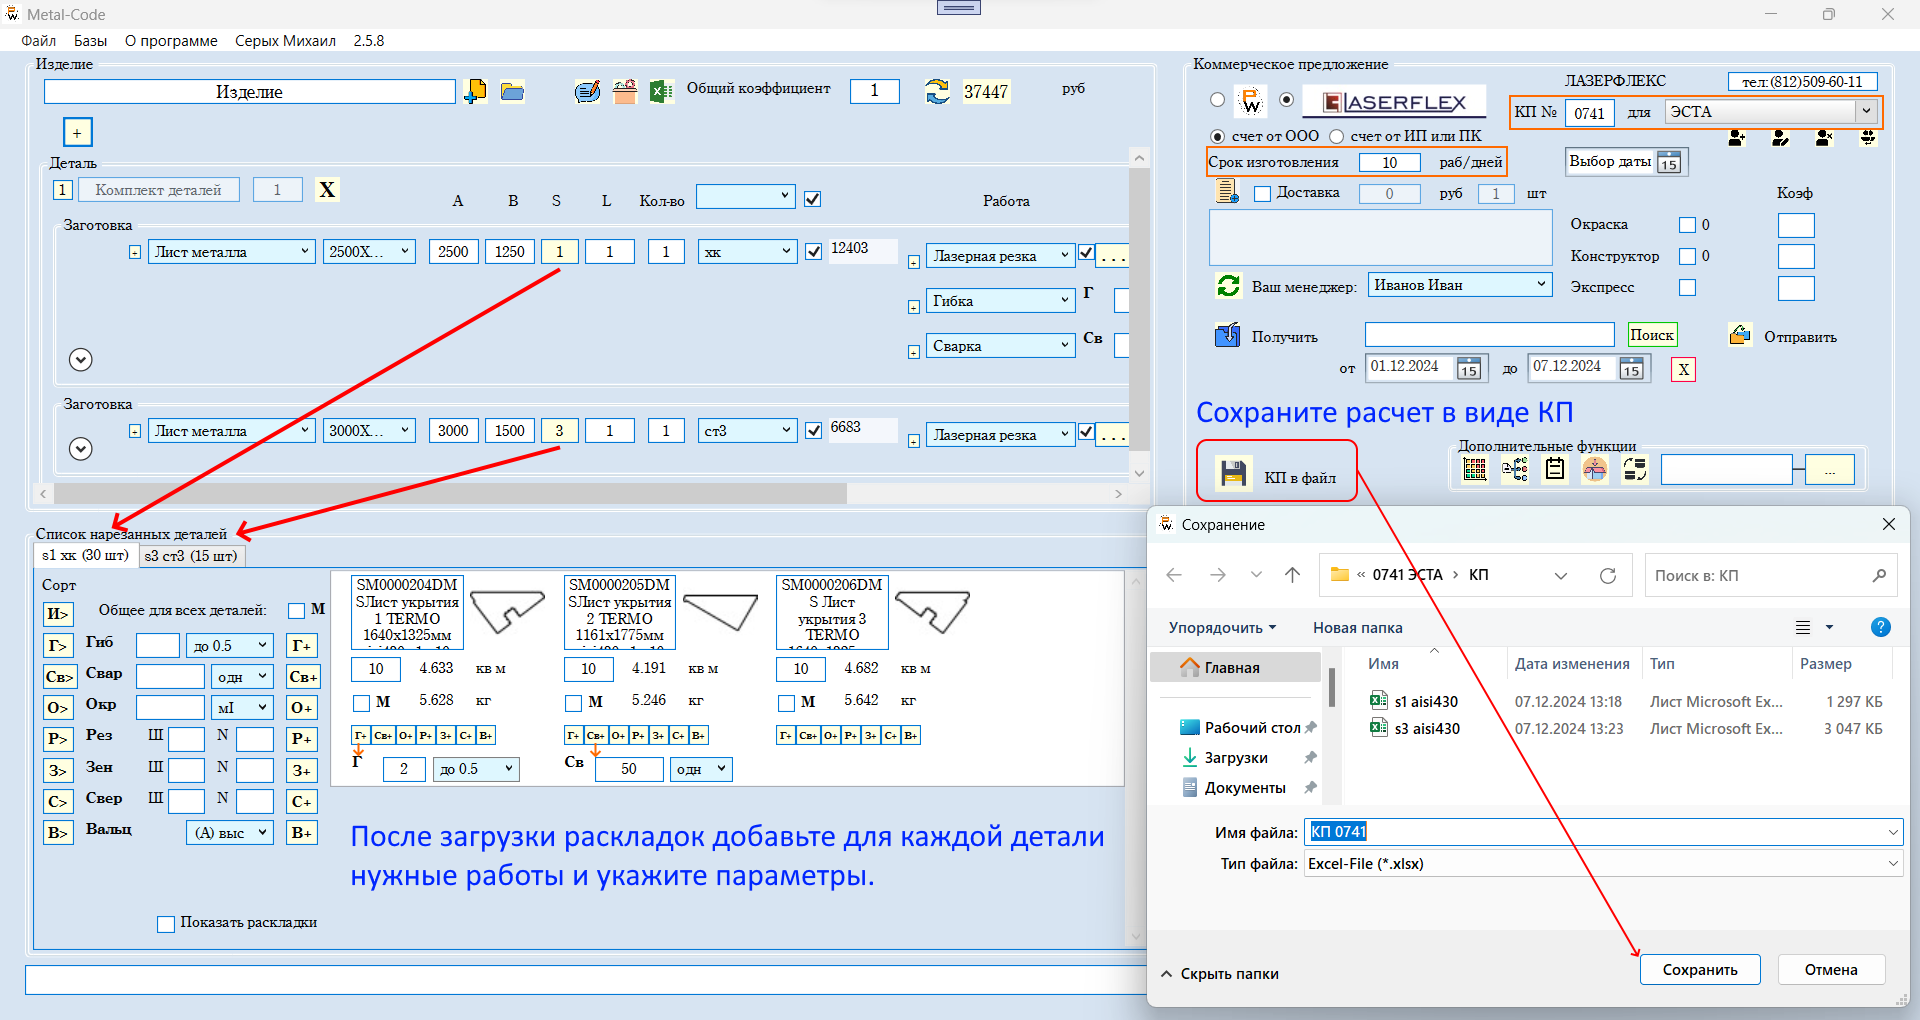 Metal-Code
Файл Базы О программе Серых Михаил 2.5.8
Изделие
Изделие
Общий коэффициент 1 37447 руб
+
Деталь
1 Комплект деталей 1 X
A B S L Кол-во Работа
Заготовка
+ Лист металла 2500X... 2500 1250 1 1 1 хк 12403
+ Лазерная резка ...
+ Гибка Г
+ Сварка Св
Заготовка
+ Лист металла 3000X... 3000 1500 3 1 1 ст3 6683
+ Лазерная резка ...
Коммерческое предложение
ЛАЗЕРФЛЕКС тел:(812)509-60-11
LASERFLEX
КП № 0741 для ЭСТА
счет от ООО счет от ИП или ПК
Срок изготовления 10 раб/дней
Выбор даты 15
Доставка 0 руб 1 шт
Коэф
Окраска 0
Конструктор 0
Экспресс
Ваш менеджер: Иванов Иван
Получить Поиск Отправить
от 01.12.2024 15 до 07.12.2024 15 X
Сохраните расчет в виде КП
КП в файл
Дополнительные функции
...
Список нарезанных деталей
s1 хк (30 шт) s3 ст3 (15 шт)
Сорт
И> Общее для всех деталей: М
Г> Гиб до 0.5 Г+
Св> Свар одн Св+
О> Окр мI О+
Р> Рез Ш N Р+
З> Зен Ш N З+
С> Свер Ш N С+
В> Вальц (А) выс В+
Показать раскладки
SM0000204DM
SЛист укрытия
1 TERMO
1640x1325мм
10 4.633 кв м
М 5.628 кг
Г+ Св+ О+ Р+ З+ С+ В+
Г 2 до 0.5
SM0000205DM
SЛист укрытия
2 TERMO
1161x1775мм
10 4.191 кв м
М 5.246 кг
Г+ Св+ О+ Р+ З+ С+ В+
Св 50 одн
SM0000206DM
S Лист
укрытия 3
TERMO
10 4.682 кв м
М 5.642 кг
Г+ Св+ О+ Р+ З+ С+ В+
После загрузки раскладок добавьте для каждой детали
нужные работы и укажите параметры.
Сохранение
« 0741 ЭСТА › КП
Поиск в: КП
Упорядочить Новая папка ?
Главная
Рабочий стол
Загрузки
Документы
Имя Дата изменения Тип Размер
s1 aisi430 07.12.2024 13:18 Лист Microsoft Ex... 1 297 КБ
s3 aisi430 07.12.2024 13:23 Лист Microsoft Ex... 3 047 КБ
Имя файла: КП 0741
Тип файла: Excel-File (*.xlsx)
Скрыть папки Сохранить Отмена